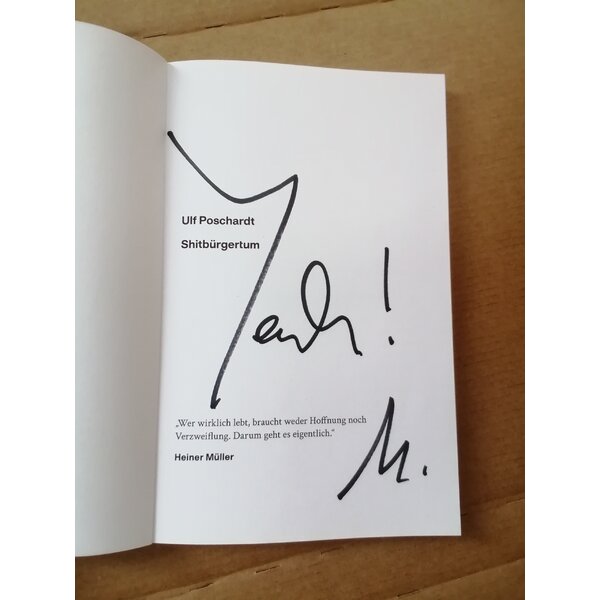 Ulf Poschardt
Shitbürgertum
Yeah!
„Wer wirklich lebt, braucht weder Hoffnung noch
Verzweiflung. Darum geht es eigentlich.“
Heiner Müller